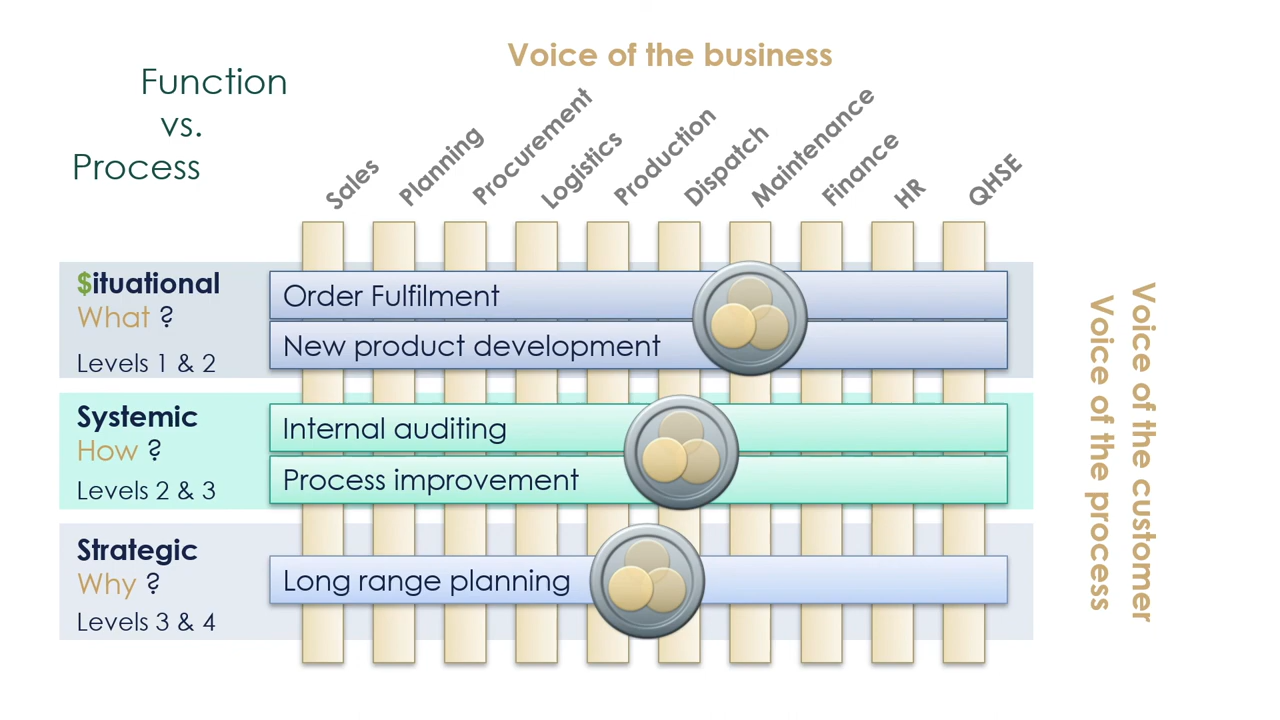 Voice of the business
Function
vs.
Process
Sales
Planning
Procurement
Logistics
Production
Dispatch
Maintenance
Finance
HR
QHSE
$ituational
What ?
Levels 1 & 2
Order Fulfilment
New product development
Systemic
How ?
Levels 2 & 3
Internal auditing
Process improvement
Strategic
Why ?
Levels 3 & 4
Long range planning
Voice of the customer
Voice of the process